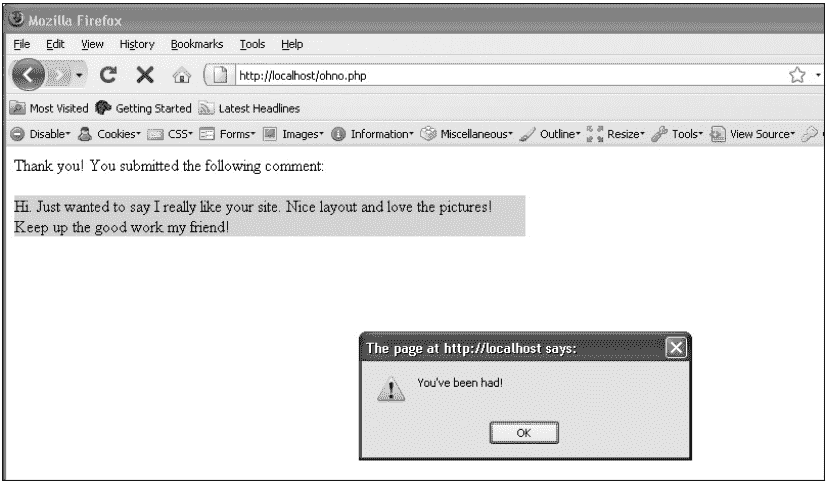 Mozilla Firefox
File Edit View History Bookmarks Tools Help
http://localhost/ohno.php
Most Visited Getting Started Latest Headlines
Disable Cookies CSS Forms Images Information Miscellaneous Outline Resize Tools View Source
Thank you! You submitted the following comment:
Hi. Just wanted to say I really like your site. Nice layout and love the pictures!
Keep up the good work my friend!
The page at http://localhost says:
You've been had!
OK